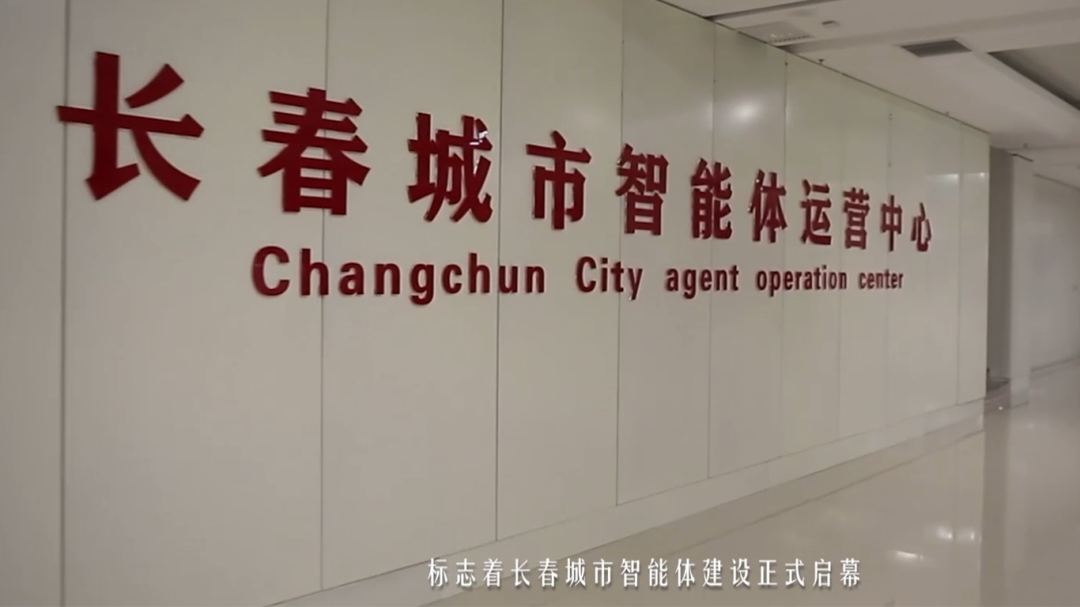 长春城市智能体运营中心
Changchun City agent operation center
标志着长春城市智能体建设正式启幕